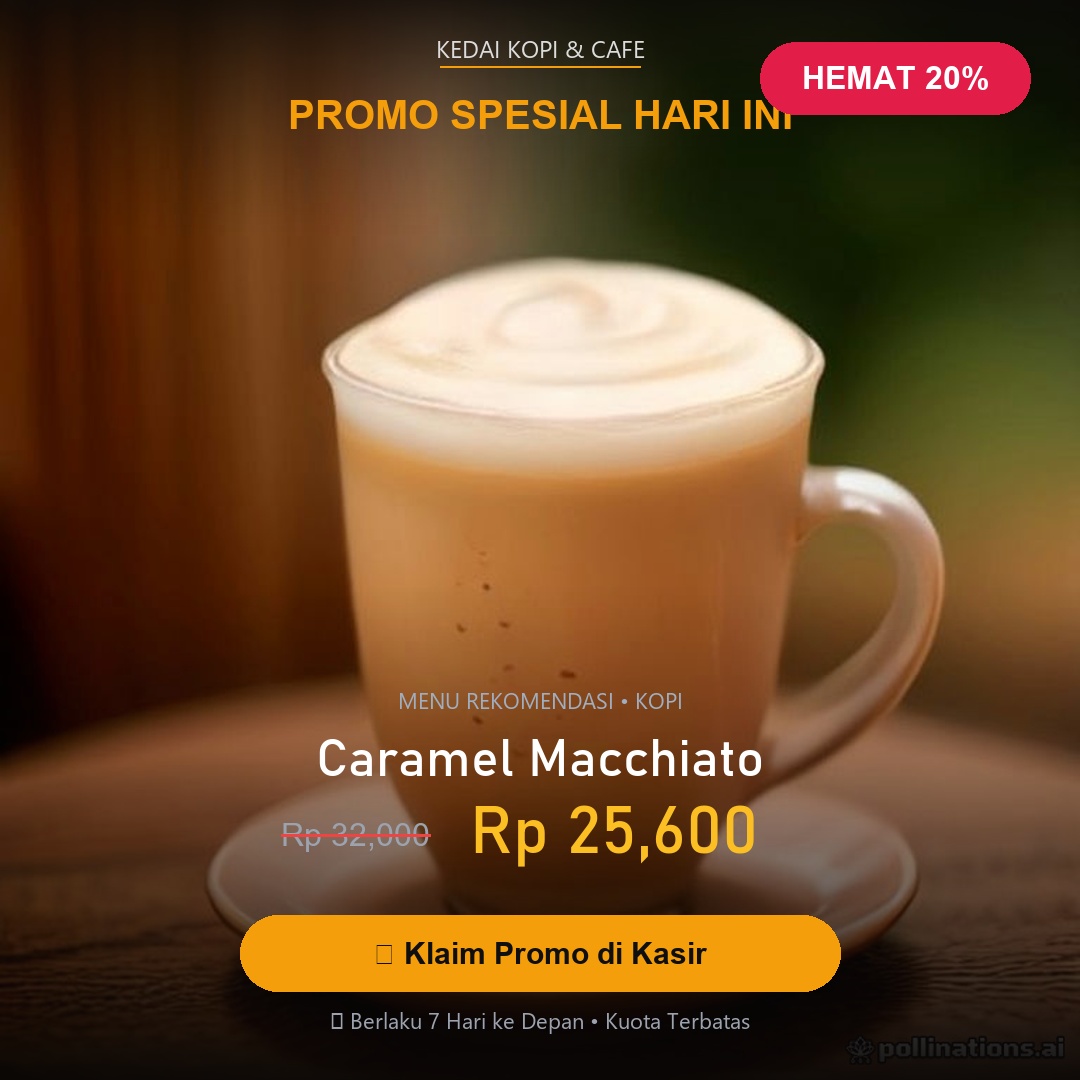 KEDAI KOPI & CAFE
HEMAT 20%
PROMO SPESIAL HARI INI
MENU REKOMENDASI • KOPI
Caramel Macchiato
Rp 32,000 Rp 25,600
Klaim Promo di Kasir
Berlaku 7 Hari ke Depan • Kuota Terbatas
pollinations.ai